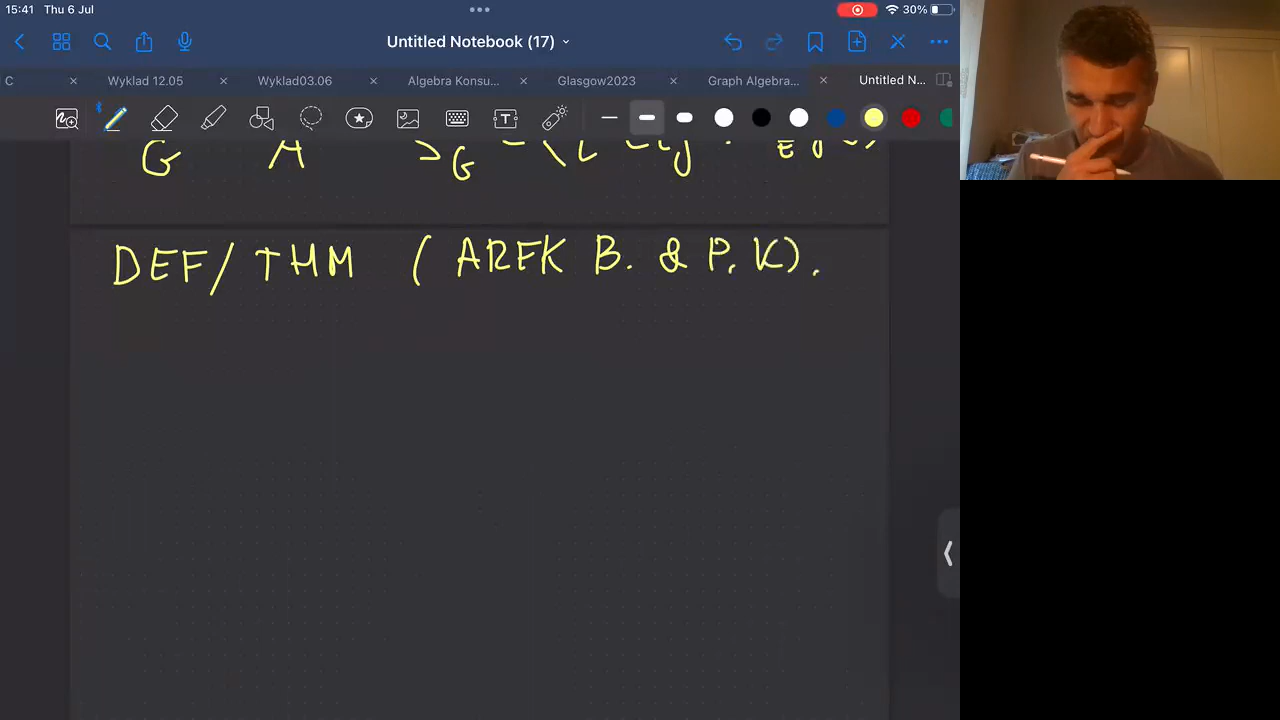 15:41 Thu 6 Jul 30%
Untitled Notebook (17)
C Wyklad 12.05 Wyklad03.06 Algebra Konsu... Glasgow2023 Graph Algebra... Untitled N...
G A S_G
DEF/ THM ( AREK B. & P. K).